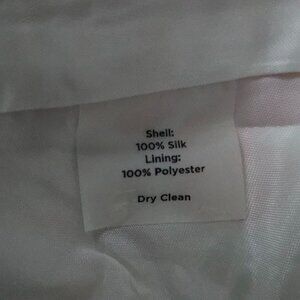 Shell:
100% Silk
Lining:
100% Polyester
Dry Clean